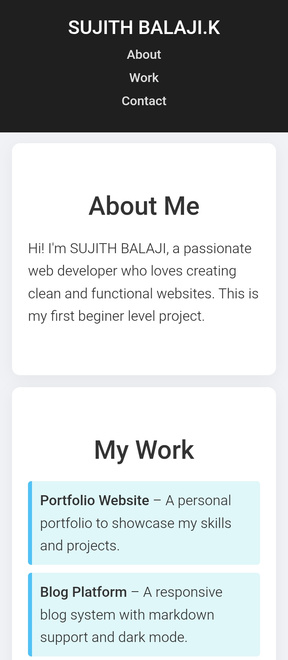 SUJITH BALAJI.K
About
Work
Contact
About Me
Hi! I'm SUJITH BALAJI, a passionate
web developer who loves creating
clean and functional websites. This is
my first beginer level project.
My Work
Portfolio Website – A personal
portfolio to showcase my skills
and projects.
Blog Platform – A responsive
blog system with markdown
support and dark mode.